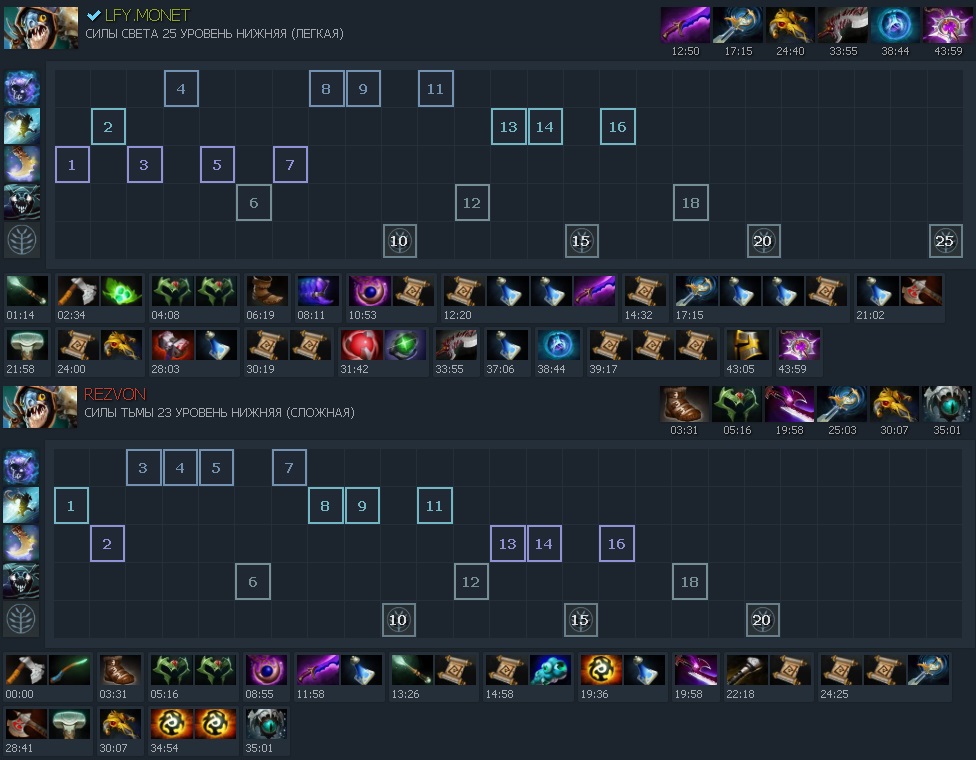 LFY.MONET
СИЛЫ СВЕТА 25 УРОВЕНЬ НИЖНЯЯ (ЛЕГКАЯ)
12:50 17:15 24:40 33:55 38:44 43:59
4 8 9 11
2 13 14 16
1 3 5 7
6 12 18
10 15 20 25
01:14 02:34 04:08 06:19 08:11 10:53 12:20 14:32 17:15 21:02
21:58 24:00 28:03 30:19 31:42 33:55 37:06 38:44 39:17 43:05 43:59
REZVON
СИЛЫ ТЬМЫ 23 УРОВЕНЬ НИЖНЯЯ (СЛОЖНАЯ)
03:31 05:16 19:58 25:03 30:07 35:01
3 4 5 7
1 8 9 11
2 13 14 16
6 12 18
10 15 20
00:00 03:31 05:16 08:55 11:58 13:26 14:58 19:36 19:58 22:18 24:25
28:41 30:07 34:54 35:01